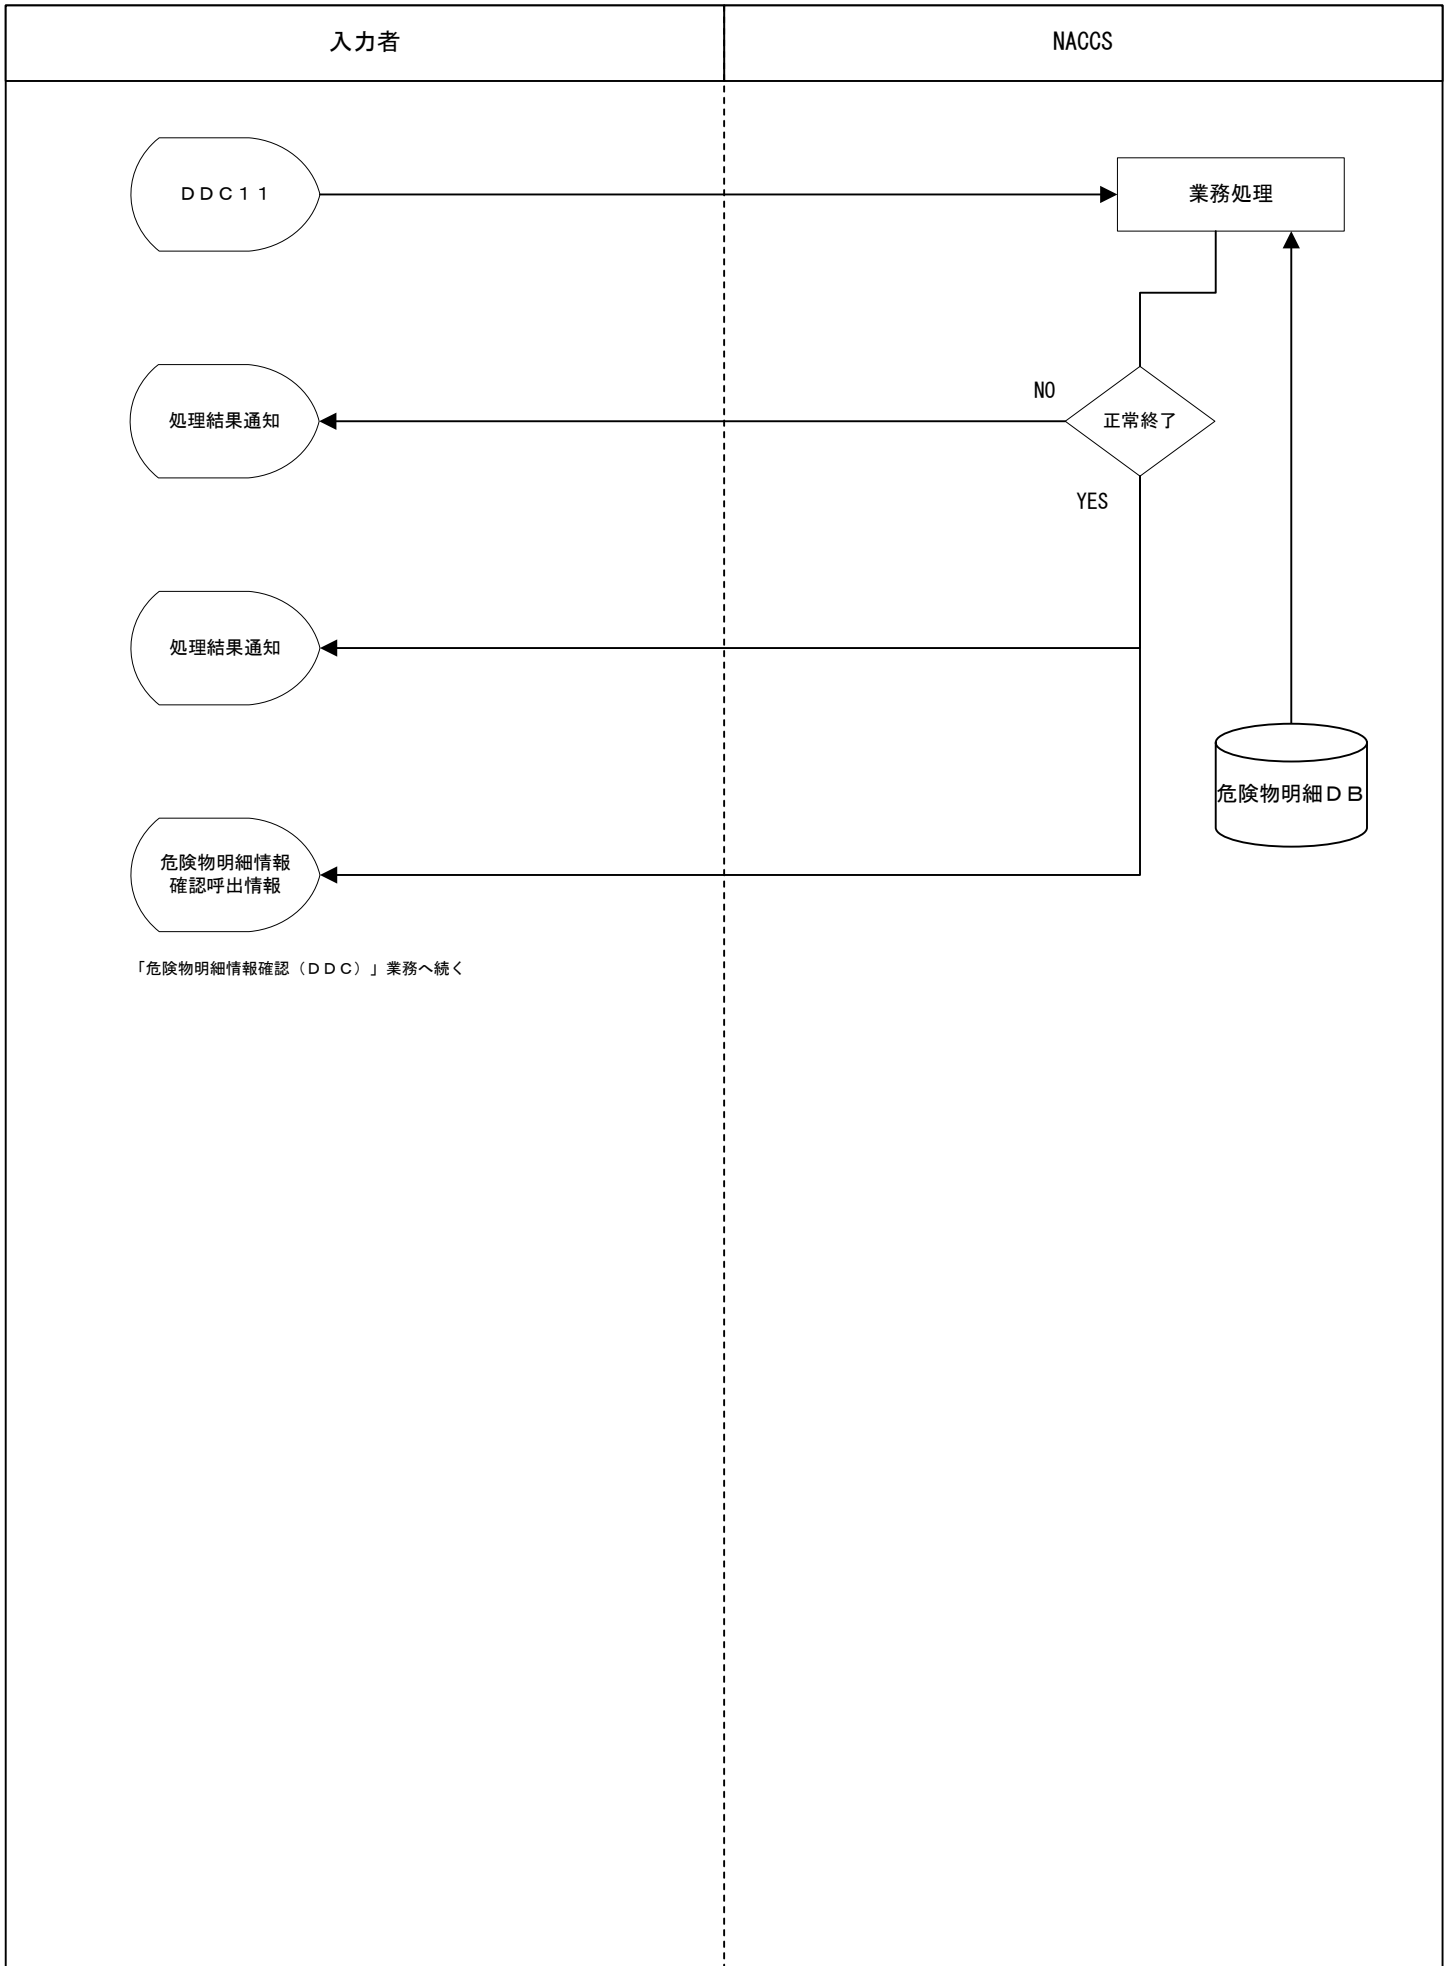 入力者
NACCS
ＤＤＣ１１
業務処理
NO
処理結果通知
正常終了
YES
処理結果通知
危険物明細ＤＢ
危険物明細情報
確認呼出情報
「危険物明細情報確認（ＤＤＣ）」業務へ続く